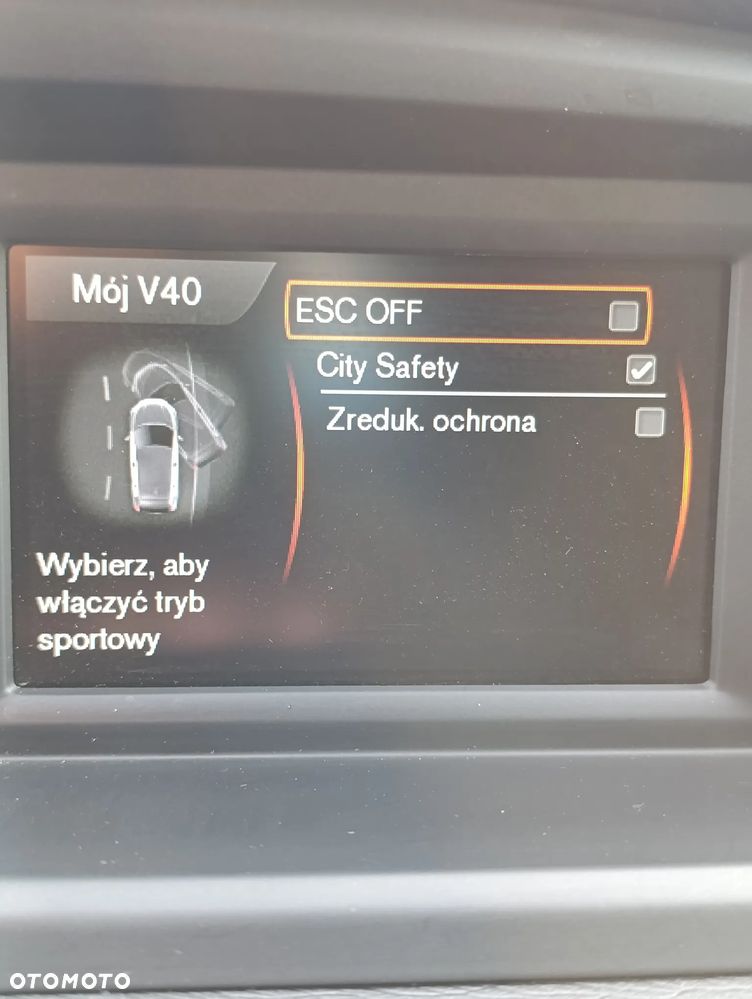 Mój V40
ESC OFF
City Safety
Zreduk. ochrona
Wybierz, aby
włączyć tryb
sportowy
OTOMOTO